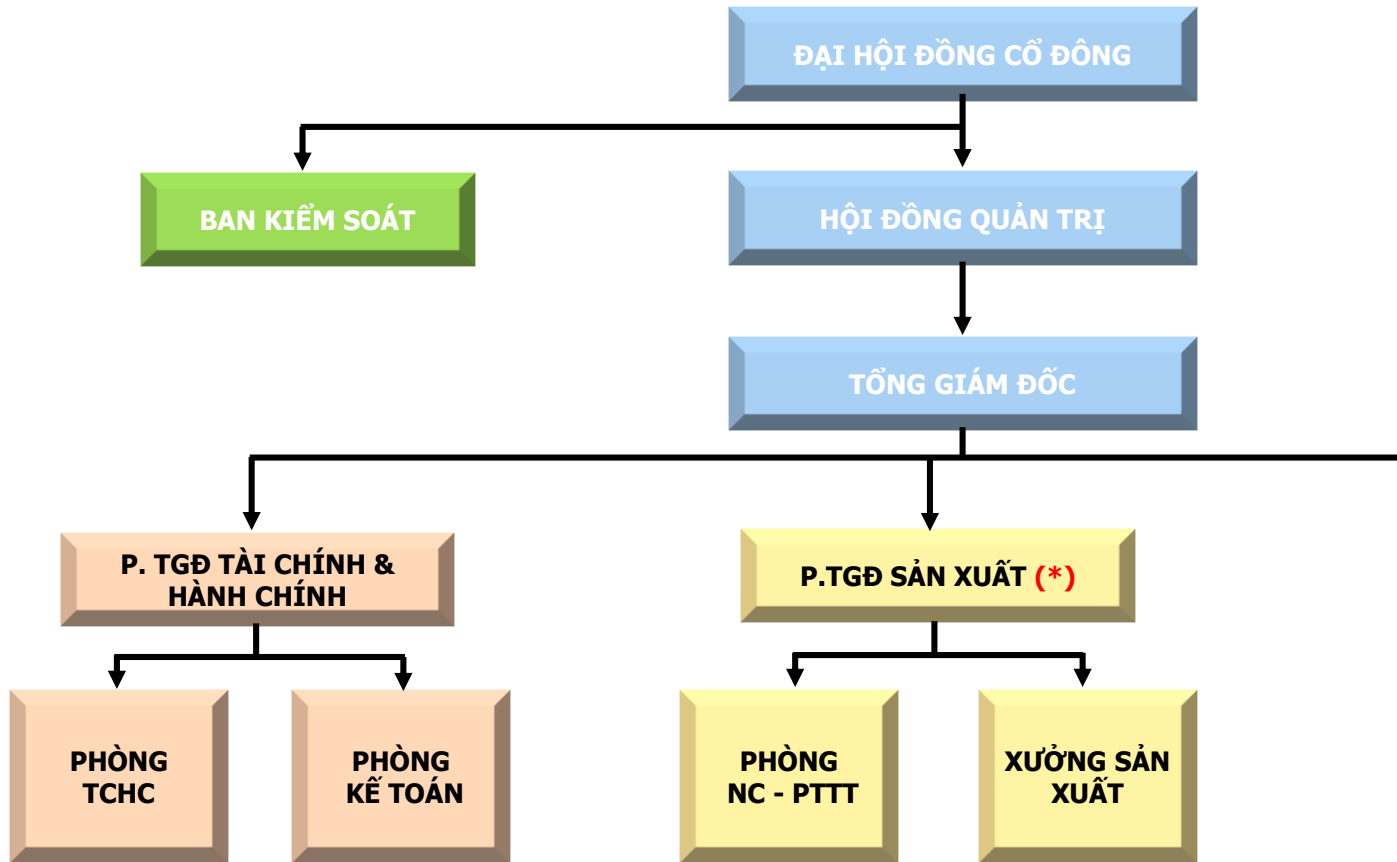 ĐẠI HỘI ĐỒNG CỔ ĐÔNG
BAN KIỂM SOÁT
HỘI ĐỒNG QUẢN TRỊ
TỔNG GIÁM ĐỐC
P. TGĐ TÀI CHÍNH &
HÀNH CHÍNH
P.TGĐ SẢN XUẤT (*)
PHÒNG
TCHC
PHÒNG
KẾ TOÁN
PHÒNG
NC - PTTT
XƯỞNG SẢN
XUẤT